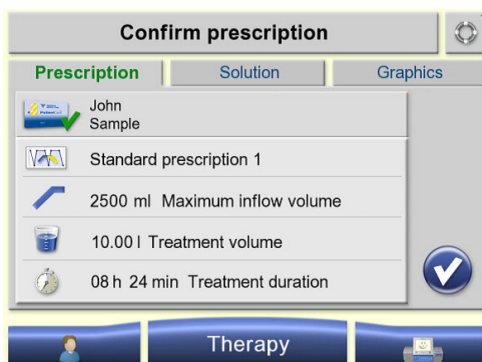 Confirm prescription
Prescription
Solution
Graphics
John
Sample
Standard prescription 1
2500 ml Maximum inflow volume
10.00 l Treatment volume
08 h 24 min Treatment duration
Therapy